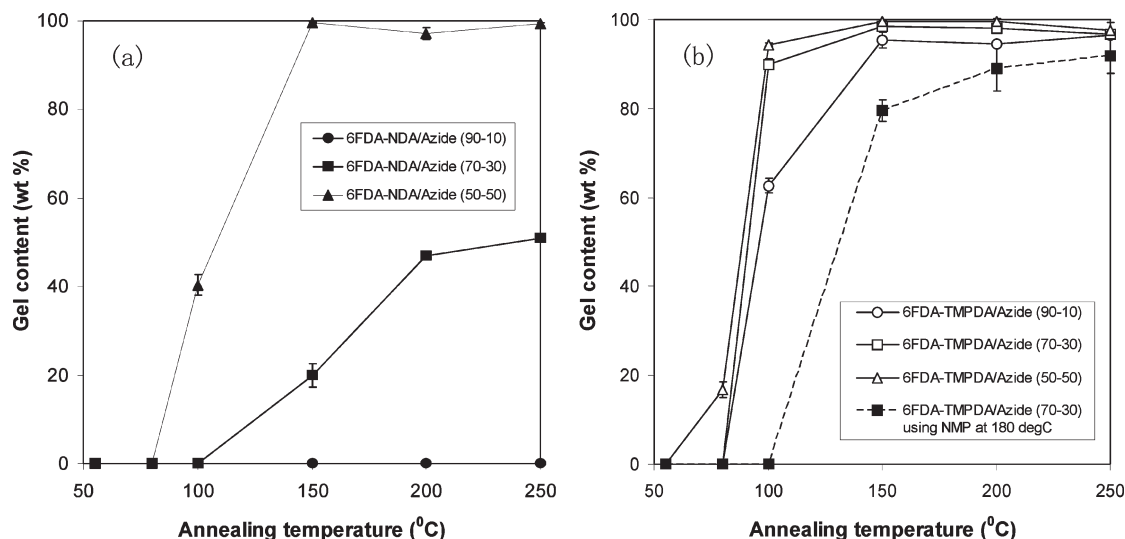 (a)
Gel content (wt %)
100
80
60
40
20
0
6FDA-NDA/Azide (90-10)
6FDA-NDA/Azide (70-30)
6FDA-NDA/Azide (50-50)
50
100
150
200
250
Annealing temperature (⁰C)
(b)
Gel content (wt %)
100
80
60
40
20
0
6FDA-TMPDA/Azide (90-10)
6FDA-TMPDA/Azide (70-30)
6FDA-TMPDA/Azide (50-50)
6FDA-TMPDA/Azide (70-30)
using NMP at 180 degC
50
100
150
200
250
Annealing temperature (⁰C)